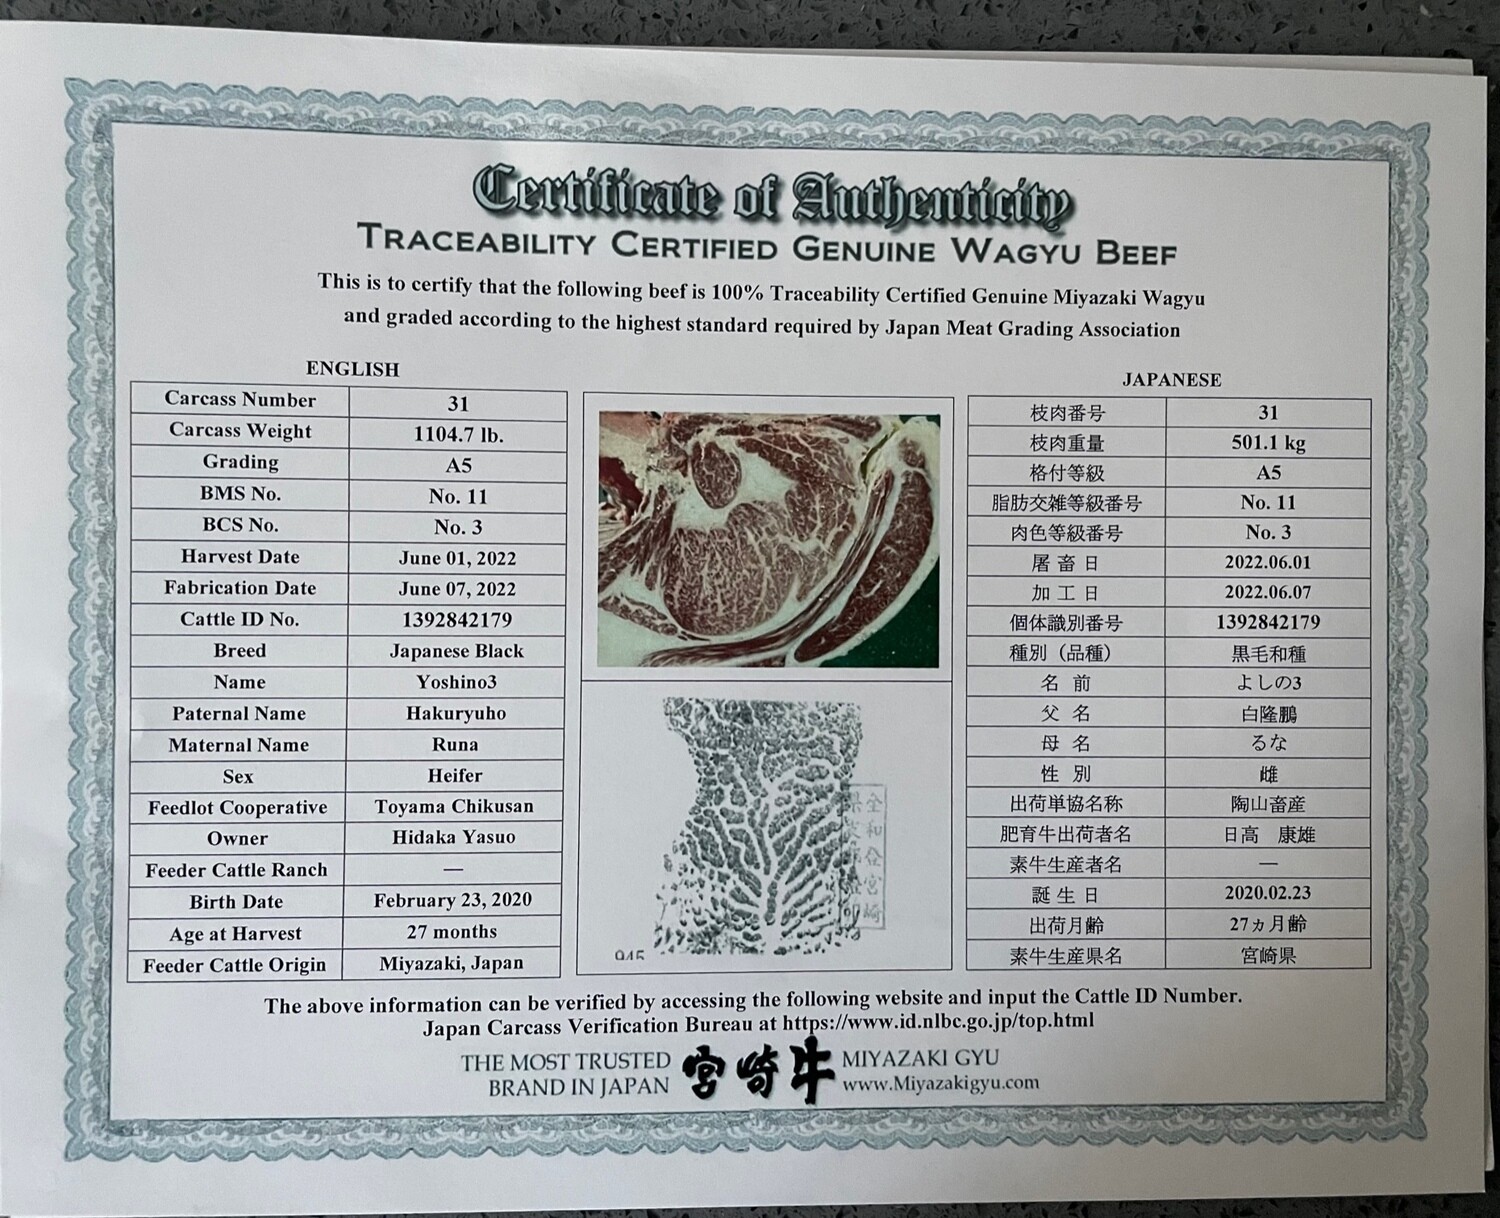 Certificate of Authenticity
TRACEABILITY CERTIFIED GENUINE WAGYU BEEF
This is to certify that the following beef is 100% Traceability Certified Genuine Miyazaki Wagyu
and graded according to the highest standard required by Japan Meat Grading Association
ENGLISH
Carcass Number 31
Carcass Weight 1104.7 lb.
Grading A5
BMS No. No. 11
BCS No. No. 3
Harvest Date June 01, 2022
Fabrication Date June 07, 2022
Cattle ID No. 1392842179
Breed Japanese Black
Name Yoshino3
Paternal Name Hakuryuho
Maternal Name Runa
Sex Heifer
Feedlot Cooperative Toyama Chikusan
Owner Hidaka Yasuo
Feeder Cattle Ranch —
Birth Date February 23, 2020
Age at Harvest 27 months
Feeder Cattle Origin Miyazaki, Japan
JAPANESE
枝肉番号 31
枝肉重量 501.1 kg
格付等級 A5
脂肪交雑等級番号 No. 11
肉色等級番号 No. 3
屠畜日 2022.06.01
加工日 2022.06.07
個体識別番号 1392842179
種別（品種） 黒毛和種
名前 よしの3
父名 白隆鵬
母名 るな
性別 雌
出荷単協名称 陶山畜産
肥育牛出荷者名 日高 康雄
素牛生産者名 —
誕生日 2020.02.23
出荷月齢 27ヵ月齢
素牛生産県名 宮崎県
The above information can be verified by accessing the following website and input the Cattle ID Number.
Japan Carcass Verification Bureau at https://www.id.nlbc.go.jp/top.html
THE MOST TRUSTED
BRAND IN JAPAN
宮崎牛
MIYAZAKI GYU
www.Miyazakigyu.com